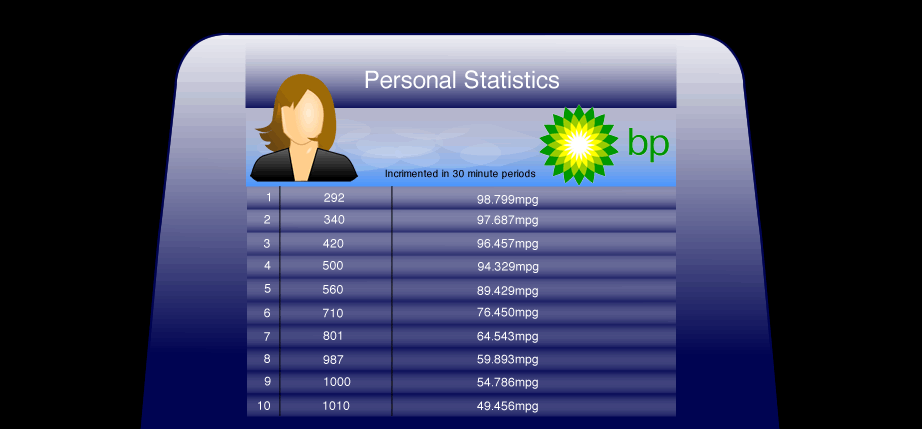 Personal Statistics
bp
Incrimented in 30 minute periods
1 292 98.799mpg
2 340 97.687mpg
3 420 96.457mpg
4 500 94.329mpg
5 560 89.429mpg
6 710 76.450mpg
7 801 64.543mpg
8 987 59.893mpg
9 1000 54.786mpg
10 1010 49.456mpg